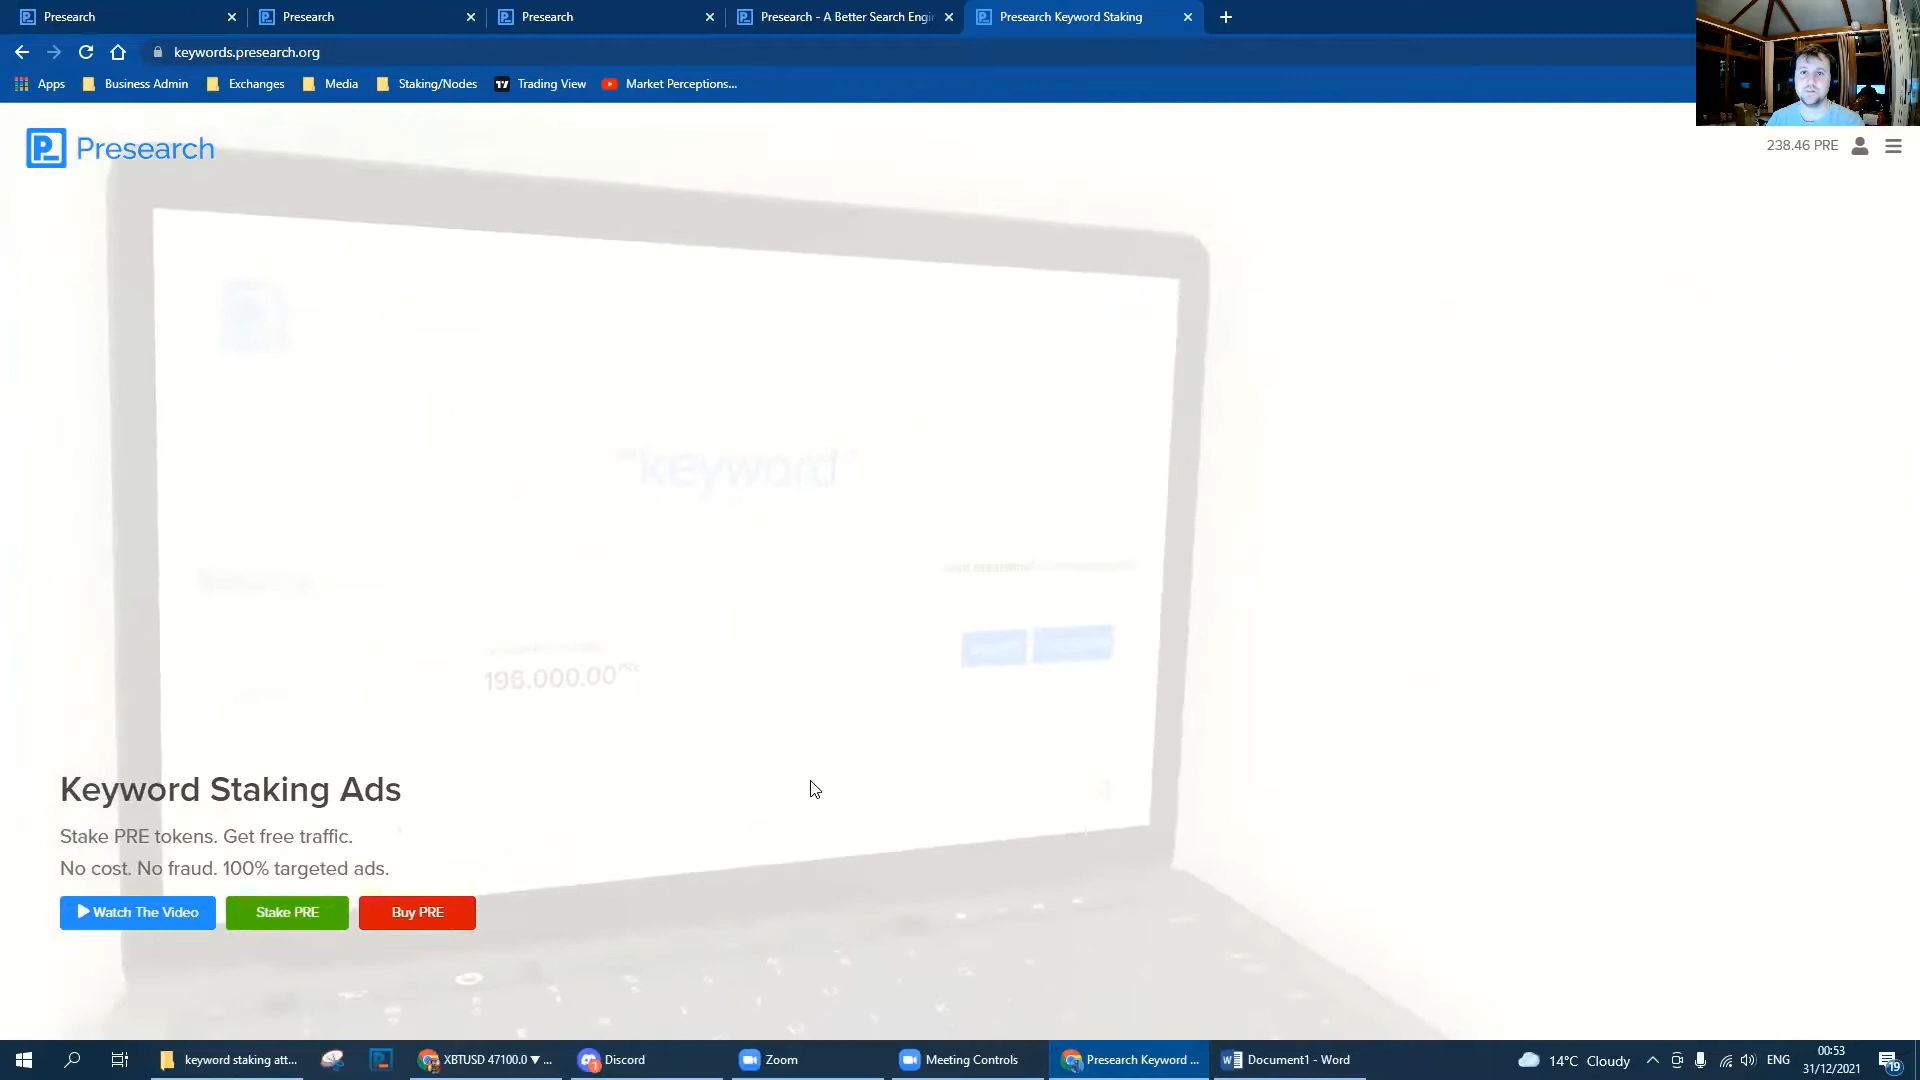 Presearch
Presearch
Presearch
Presearch - A Better Search Engin
Presearch Keyword Staking
keywords.presearch.org
Apps
Business Admin
Exchanges
Media
Staking/Nodes
Trading View
Market Perceptions...
Presearch
238.46 PRE
"keyword"
196,000.00 PRE
Keyword Staking Ads
Stake PRE tokens. Get free traffic.
No cost. No fraud. 100% targeted ads.
Watch The Video
Stake PRE
Buy PRE
keyword staking att...
XBTUSD 47100.0 ▼ ...
Discord
Zoom
Meeting Controls
Presearch Keyword ...
Document1 - Word
14°C Cloudy
ENG
00:53
31/12/2021
19